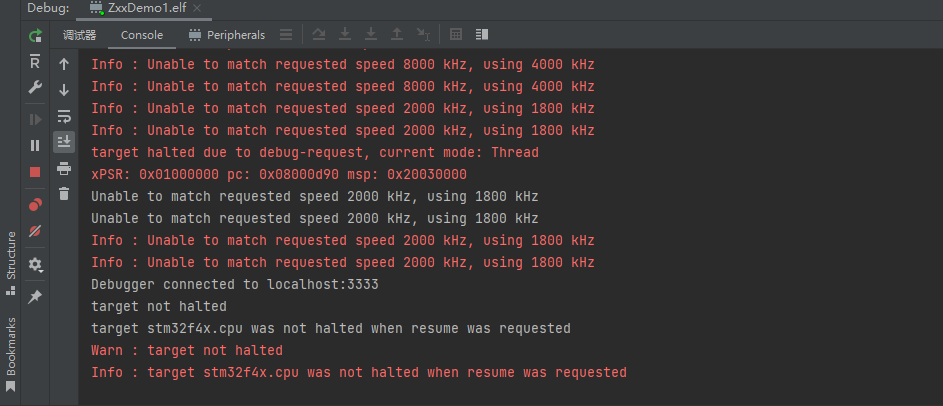 Debug: ZxxDemo1.elf
调试器 Console Peripherals
Info : Unable to match requested speed 8000 kHz, using 4000 kHz
Info : Unable to match requested speed 8000 kHz, using 4000 kHz
Info : Unable to match requested speed 2000 kHz, using 1800 kHz
Info : Unable to match requested speed 2000 kHz, using 1800 kHz
target halted due to debug-request, current mode: Thread
xPSR: 0x01000000 pc: 0x08000d90 msp: 0x20030000
Unable to match requested speed 2000 kHz, using 1800 kHz
Unable to match requested speed 2000 kHz, using 1800 kHz
Info : Unable to match requested speed 2000 kHz, using 1800 kHz
Info : Unable to match requested speed 2000 kHz, using 1800 kHz
Debugger connected to localhost:3333
target not halted
target stm32f4x.cpu was not halted when resume was requested
Warn : target not halted
Info : target stm32f4x.cpu was not halted when resume was requested
Structure
Bookmarks